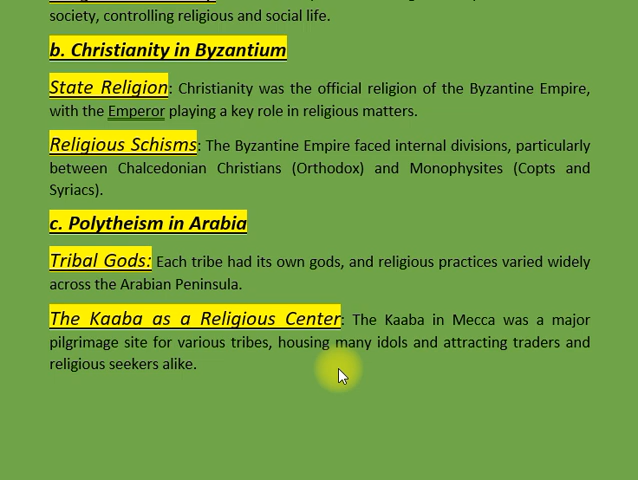 society, controlling religious and social life.
b. Christianity in Byzantium
State Religion: Christianity was the official religion of the Byzantine Empire,
with the Emperor playing a key role in religious matters.
Religious Schisms: The Byzantine Empire faced internal divisions, particularly
between Chalcedonian Christians (Orthodox) and Monophysites (Copts and
Syriacs).
c. Polytheism in Arabia
Tribal Gods: Each tribe had its own gods, and religious practices varied widely
across the Arabian Peninsula.
The Kaaba as a Religious Center: The Kaaba in Mecca was a major
pilgrimage site for various tribes, housing many idols and attracting traders and
religious seekers alike.